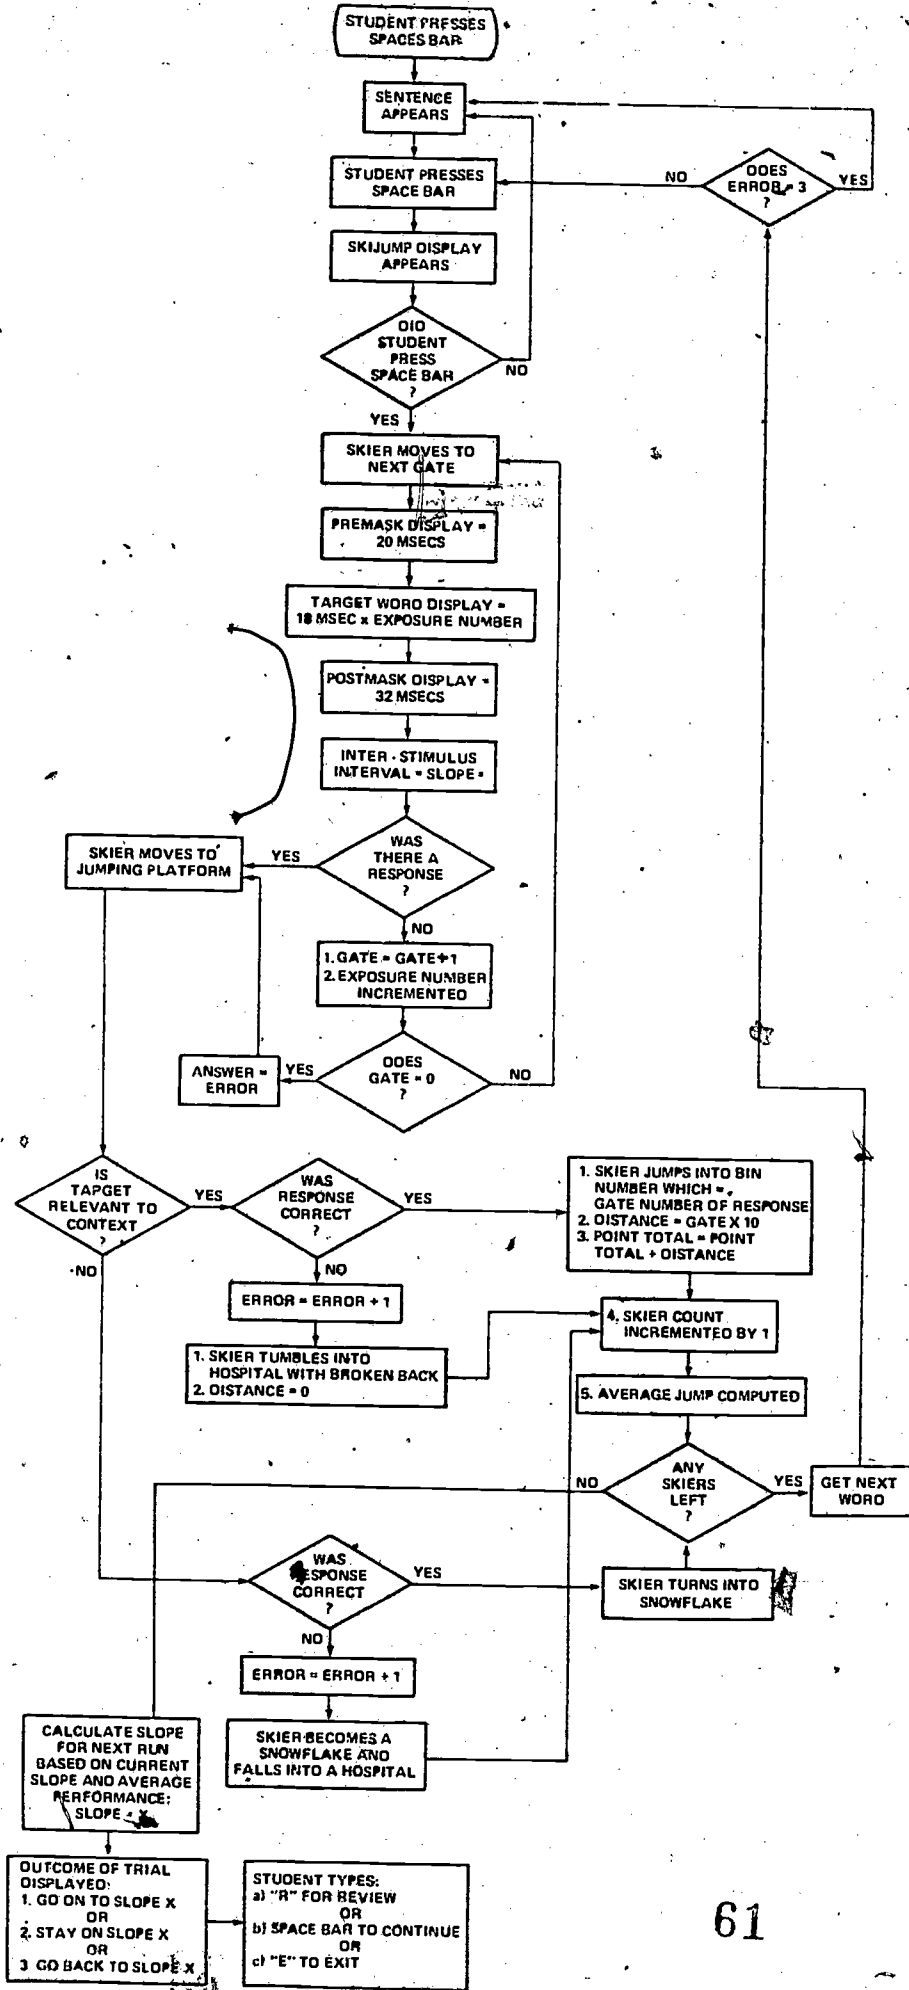 STUDENT PRESSES
SPACES BAR
SENTENCE
APPEARS
STUDENT PRESSES
SPACE BAR
NO
DOES
ERROR = 3
?
YES
SKIJUMP DISPLAY
APPEARS
DID
STUDENT
PRESS
SPACE BAR
?
NO
YES
SKIER MOVES TO
NEXT GATE
PREMASK DISPLAY =
20 MSECS
TARGET WORD DISPLAY =
18 MSEC x EXPOSURE NUMBER
POSTMASK DISPLAY =
32 MSECS
INTER - STIMULUS
INTERVAL = SLOPE =
WAS
THERE A
RESPONSE
?
YES
SKIER MOVES TO
JUMPING PLATFORM
NO
1. GATE = GATE + 1
2. EXPOSURE NUMBER
INCREMENTED
DOES
GATE = 0
?
YES
NO
ANSWER =
ERROR
IS
TARGET
RELEVANT TO
CONTEXT
?
YES
NO
WAS
RESPONSE
CORRECT
?
YES
NO
1. SKIER JUMPS INTO BIN
NUMBER WHICH =
GATE NUMBER OF RESPONSE
2. DISTANCE = GATE X 10
3. POINT TOTAL = POINT
TOTAL + DISTANCE
ERROR = ERROR + 1
4. SKIER COUNT
INCREMENTED BY 1
1. SKIER TUMBLES INTO
HOSPITAL WITH BROKEN BACK
2. DISTANCE = 0
5. AVERAGE JUMP COMPUTED
ANY
SKIERS
LEFT
?
NO
YES
GET NEXT
WORD
WAS
RESPONSE
CORRECT
?
YES
NO
SKIER TURNS INTO
SNOWFLAKE
ERROR = ERROR + 1
SKIER BECOMES A
SNOWFLAKE AND
FALLS INTO A HOSPITAL
CALCULATE SLOPE
FOR NEXT RUN
BASED ON CURRENT
SLOPE AND AVERAGE
PERFORMANCE:
SLOPE = X
OUTCOME OF TRIAL
DISPLAYED:
1. GO ON TO SLOPE X
OR
2. STAY ON SLOPE X
OR
3 GO BACK TO SLOPE X
STUDENT TYPES:
a) "R" FOR REVIEW
OR
b) SPACE BAR TO CONTINUE
OR
c) "E" TO EXIT
61